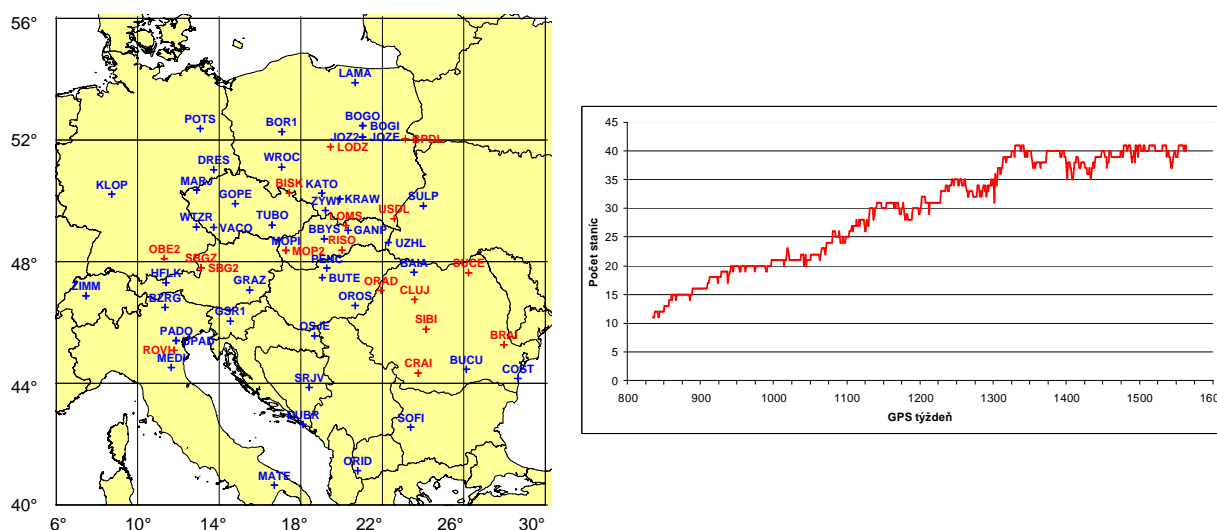 56°
52°
48°
44°
40°
6°
10°
14°
18°
22°
26°
30°
LAMA
POTS
BOR1
BOGO
BOGI
JOZ2
JOZE
BPDL
LODZ
DRES
WROC
KLOP
MARJ
BISK
KATO
GOPE
ZYWI
KRAW
SULP
LOMS
USDL
WTZR
VACO
TUBO
BBYS
GANP
MOPI
RISO
UZHL
OBE2
MOP2
SBGZ
SBG2
PENC
BAIA
SUCE
HFLK
BUTE
ZIMM
GRAZ
ORAD
CLUJ
BZRG
OROS
GSR1
SIBI
PADO
OSJE
UPAD
BRAI
ROVI
MEDI
CRAI
BUCU
COST
SRJV
DUBR
SOFI
ORID
MATE
Počet staníc
45
40
35
30
25
20
15
10
5
0
800
900
1000
1100
1200
1300
1400
1500
GPS týždeň